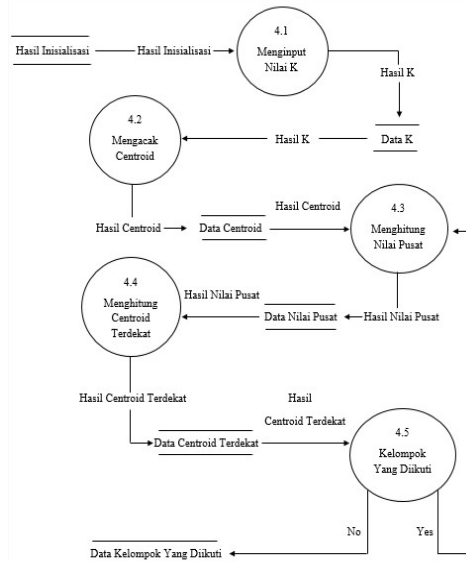 4.1
Menginput
Nilai K
Hasil Inisialisasi
Hasil Inisialisasi
Hasil K
4.2
Mengacak
Centroid
Hasil K
Data K
Hasil Centroid
4.3
Menghitung
Nilai Pusat
Hasil Centroid
Data Centroid
4.4
Menghitung
Centroid
Terdekat
Hasil Nilai Pusat
Data Nilai Pusat
Hasil Nilai Pusat
Hasil Centroid Terdekat
Hasil
Centroid Terdekat
4.5
Kelompok
Yang Diikuti
Data Centroid Terdekat
No
Yes
Data Kelompok Yang Diikuti